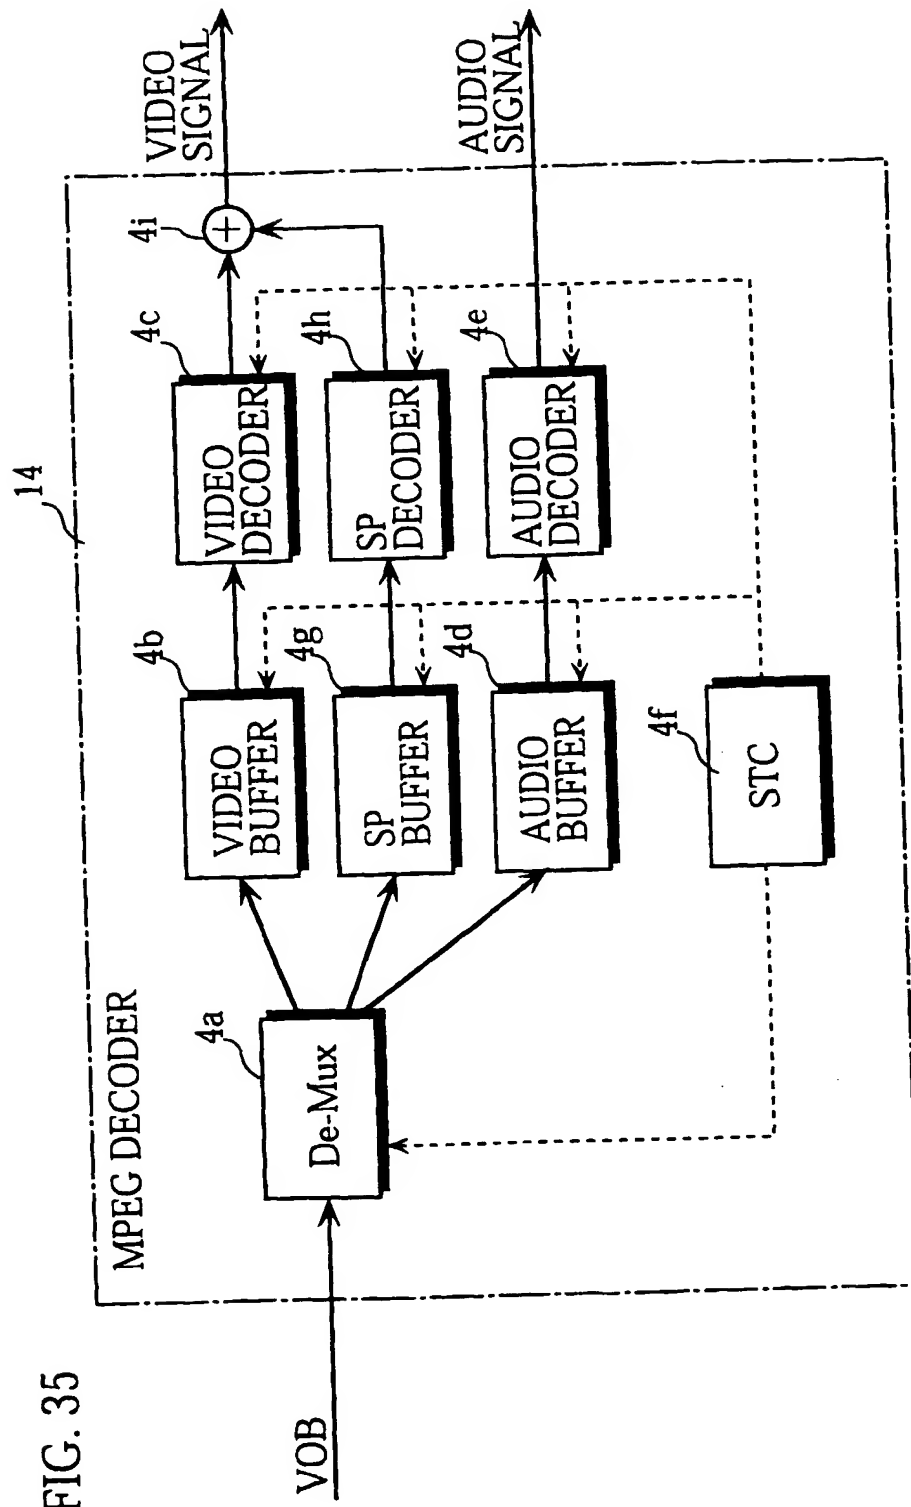 FIG. 35
14
MPEG DECODER
VOB
4a
De-Mux
4b
VIDEO
BUFFER
4c
VIDEO
DECODER
4i
+
VIDEO
SIGNAL
4g
SP
BUFFER
4h
SP
DECODER
4d
AUDIO
BUFFER
4e
AUDIO
DECODER
AUDIO
SIGNAL
4f
STC